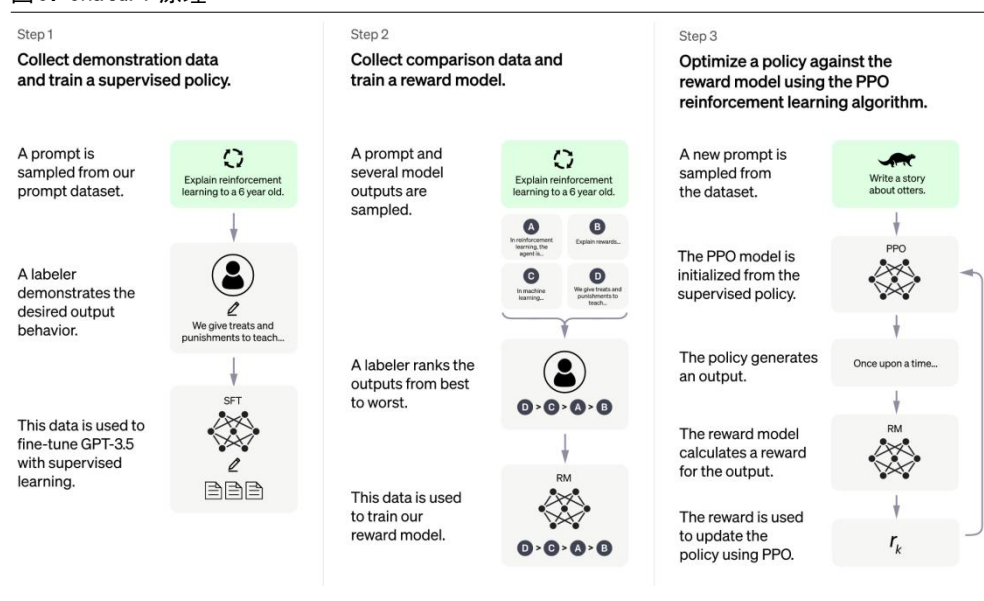 Step 1
Collect demonstration data
and train a supervised policy.
A prompt is
sampled from our
prompt dataset.
Explain reinforcement
learning to a 6 year old.
A labeler
demonstrates the
desired output
behavior.
We give treats and
punishments to teach...
This data is used to
fine-tune GPT-3.5
with supervised
learning.
SFT
Step 2
Collect comparison data and
train a reward model.
A prompt and
several model
outputs are
sampled.
Explain reinforcement
learning to a 6 year old.
A
In reinforcement
learning, the
agent is...
B
Explain rewards...
C
In machine
learning...
D
We give treats and
punishments to
teach...
A labeler ranks the
outputs from best
to worst.
D > C > A > B
This data is used
to train our
reward model.
RM
D > C > A > B
Step 3
Optimize a policy against the
reward model using the PPO
reinforcement learning algorithm.
A new prompt is
sampled from
the dataset.
Write a story
about otters.
The PPO model is
initialized from the
supervised policy.
PPO
The policy generates
an output.
Once upon a time...
The reward model
calculates a reward
for the output.
RM
The reward is used
to update the
policy using PPO.
rk